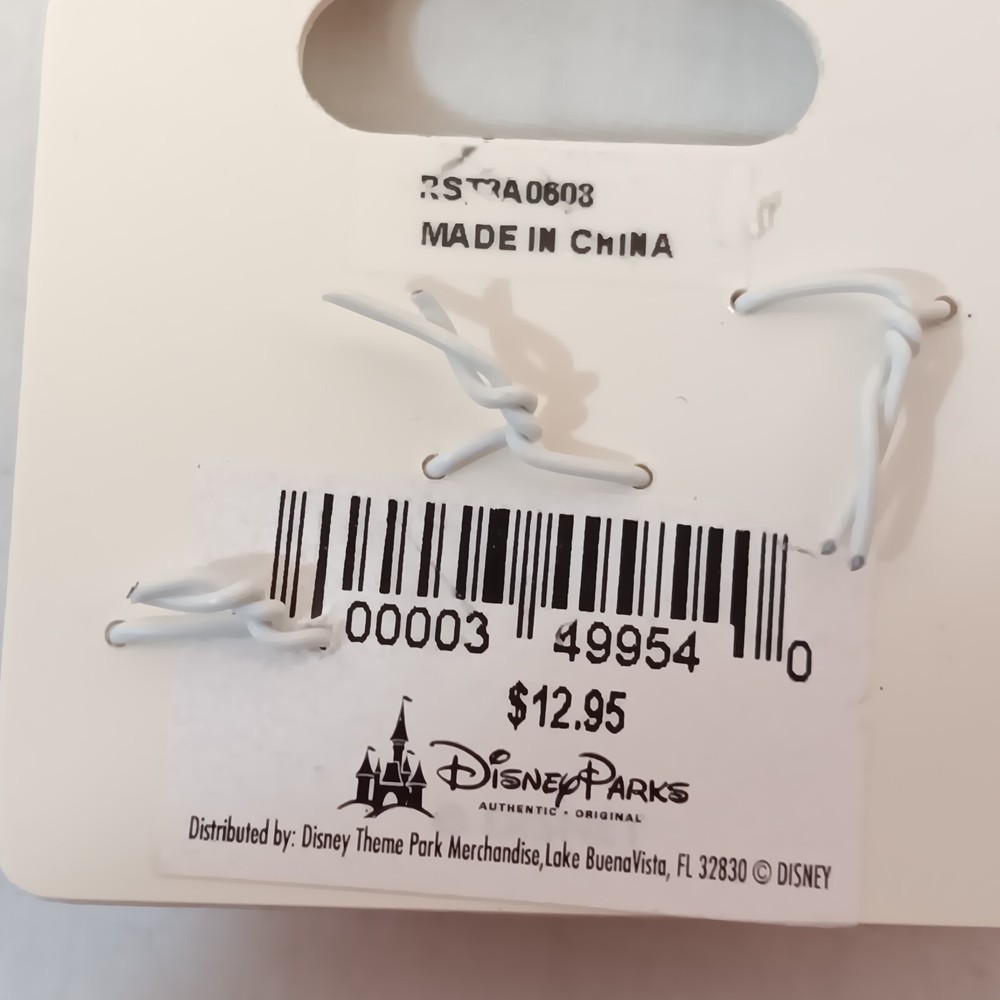 MADE IN CHINA
00003 49954 0
$12.95
DISNEY PARKS
AUTHENTIC · ORIGINAL
Distributed by: Disney Theme Park Merchandise,Lake BuenaVista, FL 32830 © DISNEY